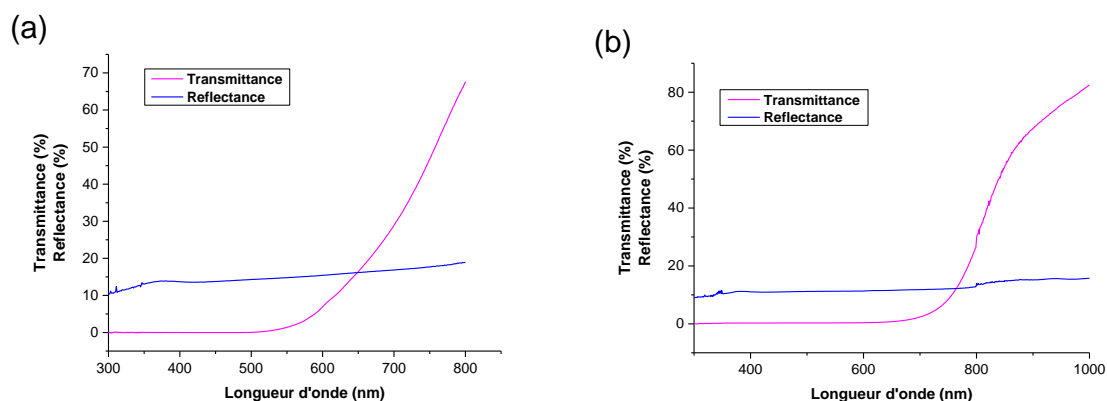 (a)
Transmittance
Reflectance
Transmittance (%)
Reflectance (%)
70
60
50
40
30
20
10
0
300
400
500
600
700
800
Longueur d'onde (nm)
(b)
Transmittance
Reflectance
Transmittance (%)
Reflectance (%)
80
60
40
20
0
400
600
800
1000
Longueur d'onde (nm)